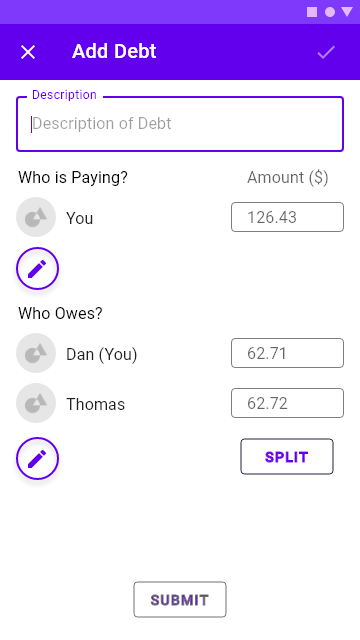 Add Debt
Description
Description of Debt
Who is Paying? Amount ($)
You 126.43
Who Owes?
Dan (You) 62.71
Thomas 62.72
SPLIT
SUBMIT